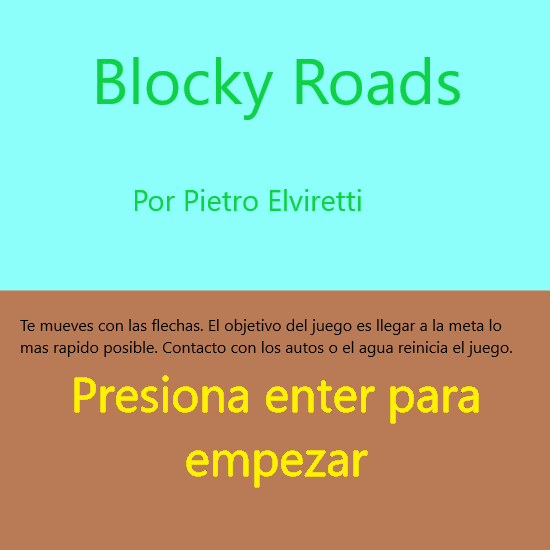 Blocky Roads
Por Pietro Elviretti
Te mueves con las flechas. El objetivo del juego es llegar a la meta lo
mas rapido posible. Contacto con los autos o el agua reinicia el juego.
Presiona enter para
empezar